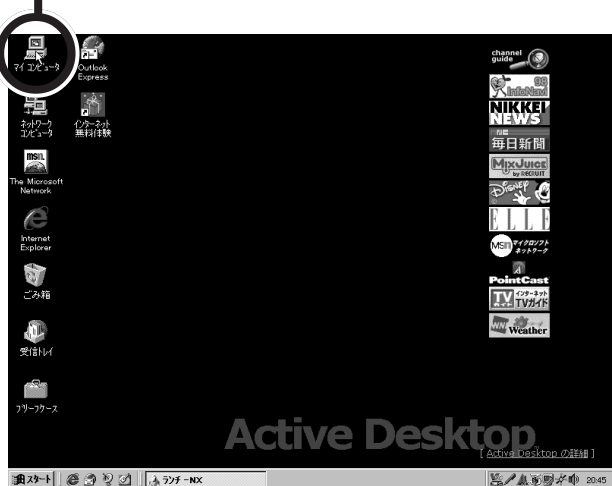 マイ コンピュータ
Outlook
Express
ネットワーク
コンピュータ
インターネット
無料体験
msn.
The Microsoft
Network
Internet
Explorer
ごみ箱
受信トレイ
ブリーフケース
channel
guide
98
InfoNavi
NIKKEI
NEWS
毎日新聞
MixJuice
by RECRUIT
Disney
ELLE
MSN マイクロソフト
ネットワーク
PointCast
TV インターネット
ガイド TVガイド
WN Weather
Active Desktop
[ Active Desktop の詳細 ]
スタート
ランチ-NX
20:45